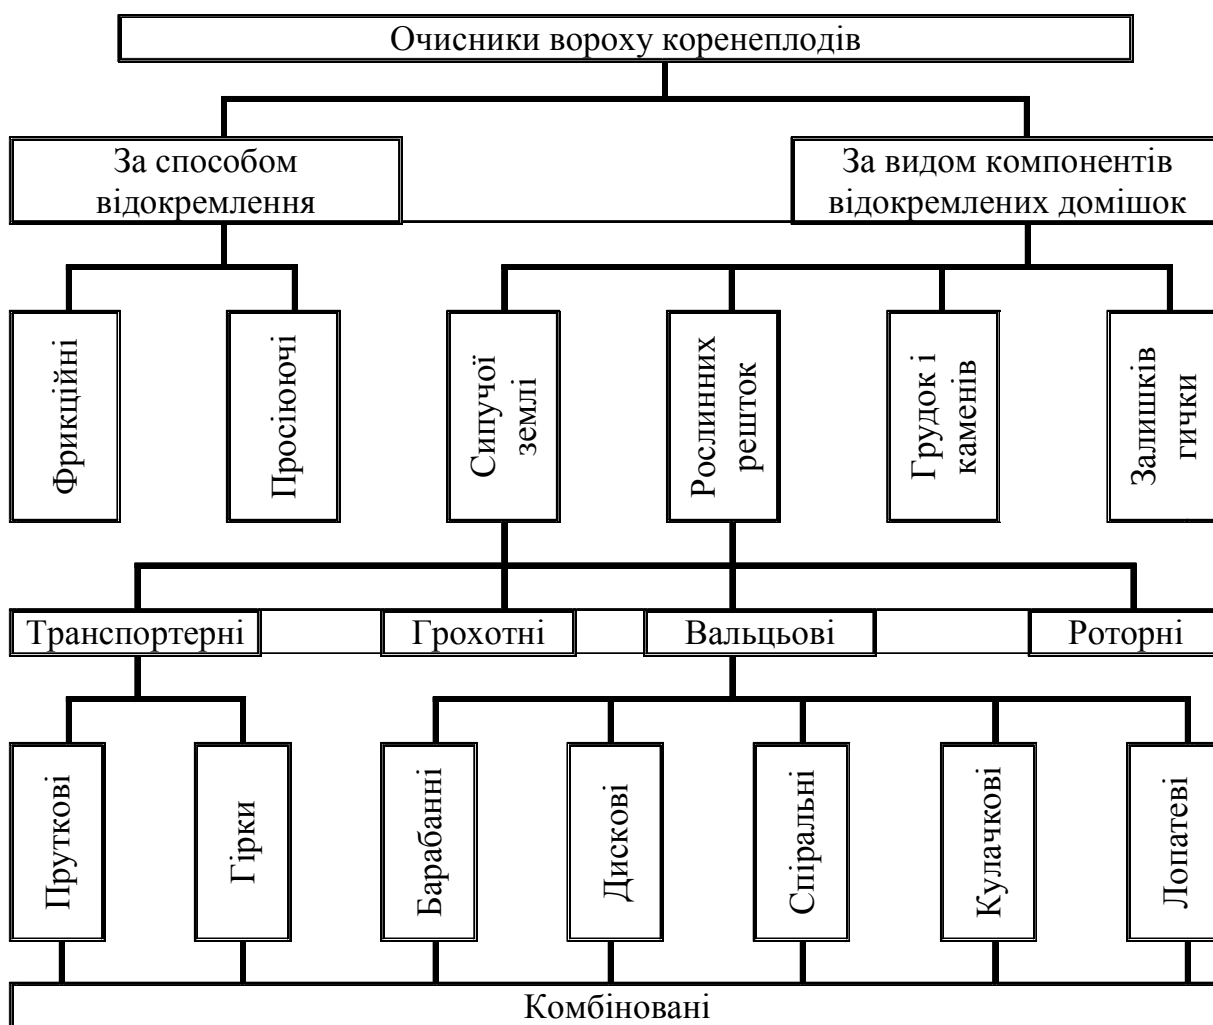 Очисники вороху коренеплодів
За способом
відокремлення
За видом компонентів
відокремлених домішок
Фрикційні
Просіюючі
Сипучої
землі
Рослинних
решток
Грудок і
каменів
Залишків
гички
Транспортерні
Грохотні
Вальцьові
Роторні
Пруткові
Гірки
Барабанні
Дискові
Спіральні
Кулачкові
Лопатеві
Комбіновані